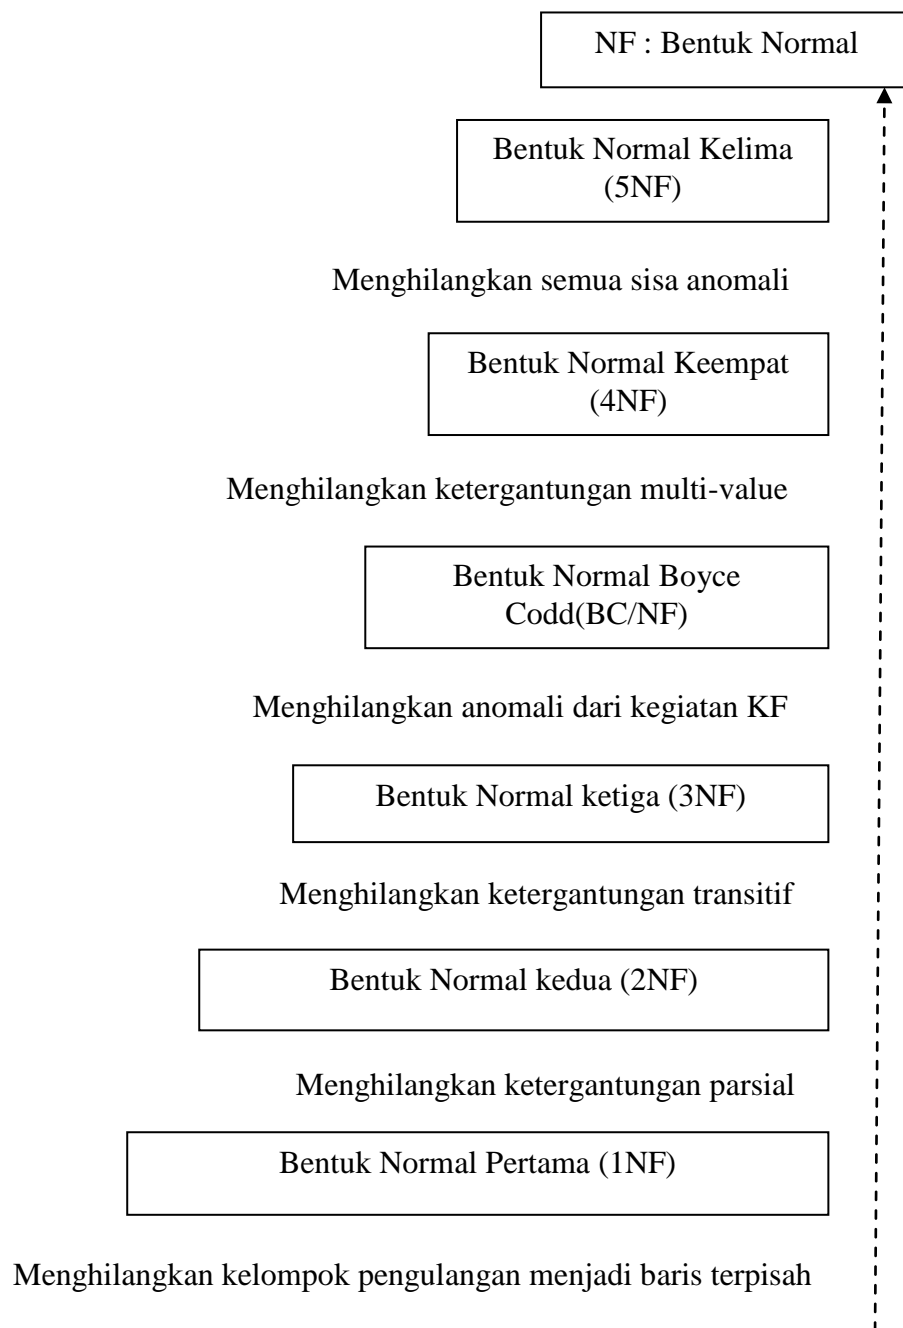 NF : Bentuk Normal
Bentuk Normal Kelima
(5NF)
Menghilangkan semua sisa anomali
Bentuk Normal Keempat
(4NF)
Menghilangkan ketergantungan multi-value
Bentuk Normal Boyce
Codd(BC/NF)
Menghilangkan anomali dari kegiatan KF
Bentuk Normal ketiga (3NF)
Menghilangkan ketergantungan transitif
Bentuk Normal kedua (2NF)
Menghilangkan ketergantungan parsial
Bentuk Normal Pertama (1NF)
Menghilangkan kelompok pengulangan menjadi baris terpisah